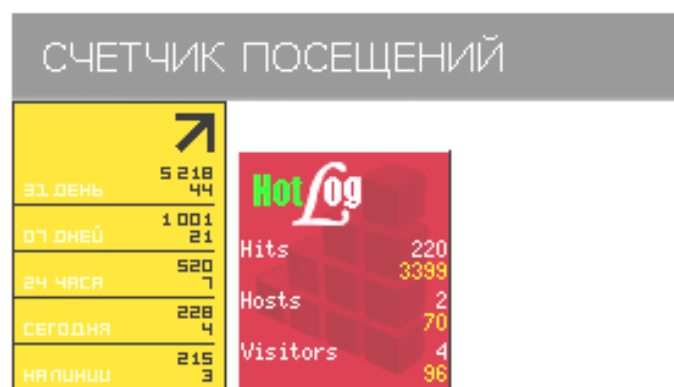 СЧЕТЧИК ПОСЕЩЕНИЙ
5 218
31 ДЕНЬ 44
1 001
07 ДНЕЙ 21
520
24 ЧАСА 7
228
СЕГОДНЯ 4
215
НА ЛИНИИ 3
HotLog
Hits 220
3399
Hosts 2
70
Visitors 4
96